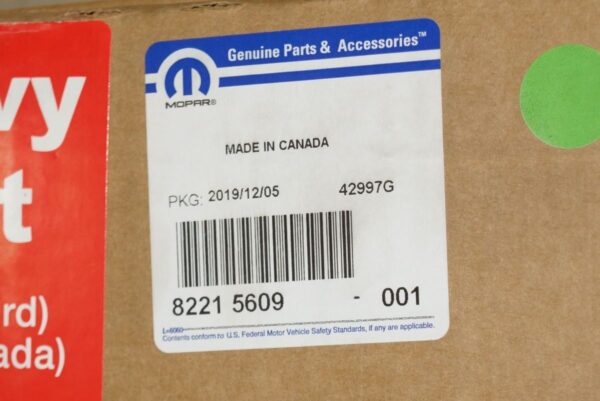 vy
t
rd)
ada)
Genuine Parts & Accessories™
MOPAR®
MADE IN CANADA
PKG: 2019/12/05 42997G
8221 5609 - 001
L=6060
Contents conform to U.S. Federal Motor Vehicle Safety Standards, if any are applicable.